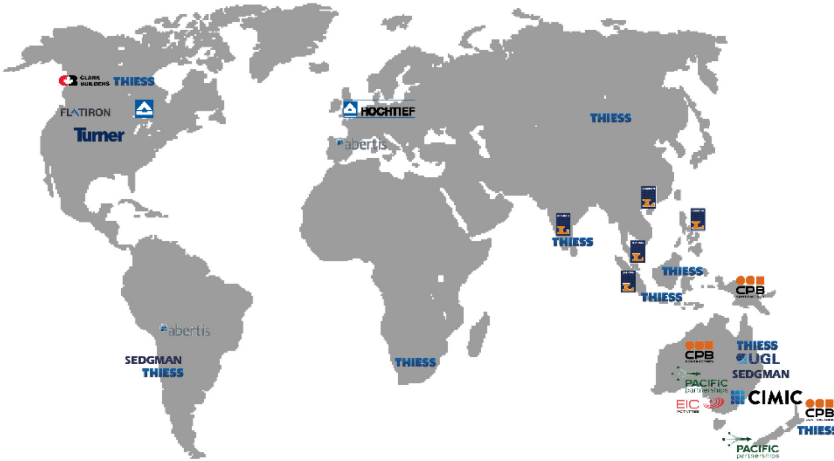 CLARK
BUILDERS
THIESS
FLATIRON
Turner
HOCHTIEF
abertis
THIESS
THIESS
THIESS
THIESS
CPB
abertis
SEDGMAN
THIESS
THIESS
CPB
THIESS
UGL
SEDGMAN
PACIFIC
partnerships
EIC
CIMIC
CPB
THIESS
PACIFIC
partnerships